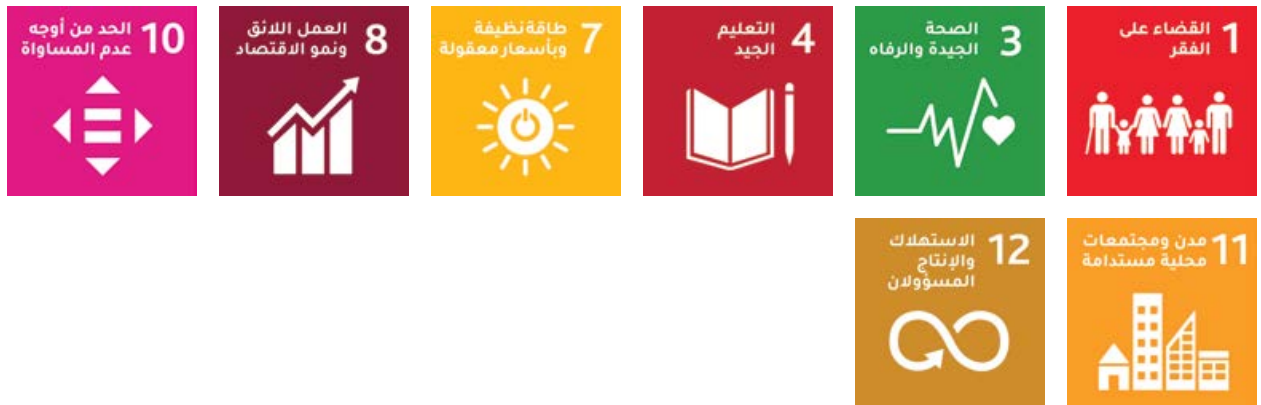 1 القضاء على
الفقر
3 الصحة
الجيدة والرفاه
4 التعليم
الجيد
7 طاقة نظيفة
وبأسعار معقولة
8 العمل اللائق
ونمو الاقتصاد
10 الحد من أوجه
عدم المساواة
11 مدن ومجتمعات
محلية مستدامة
12 الاستهلاك
والإنتاج
المسؤولان